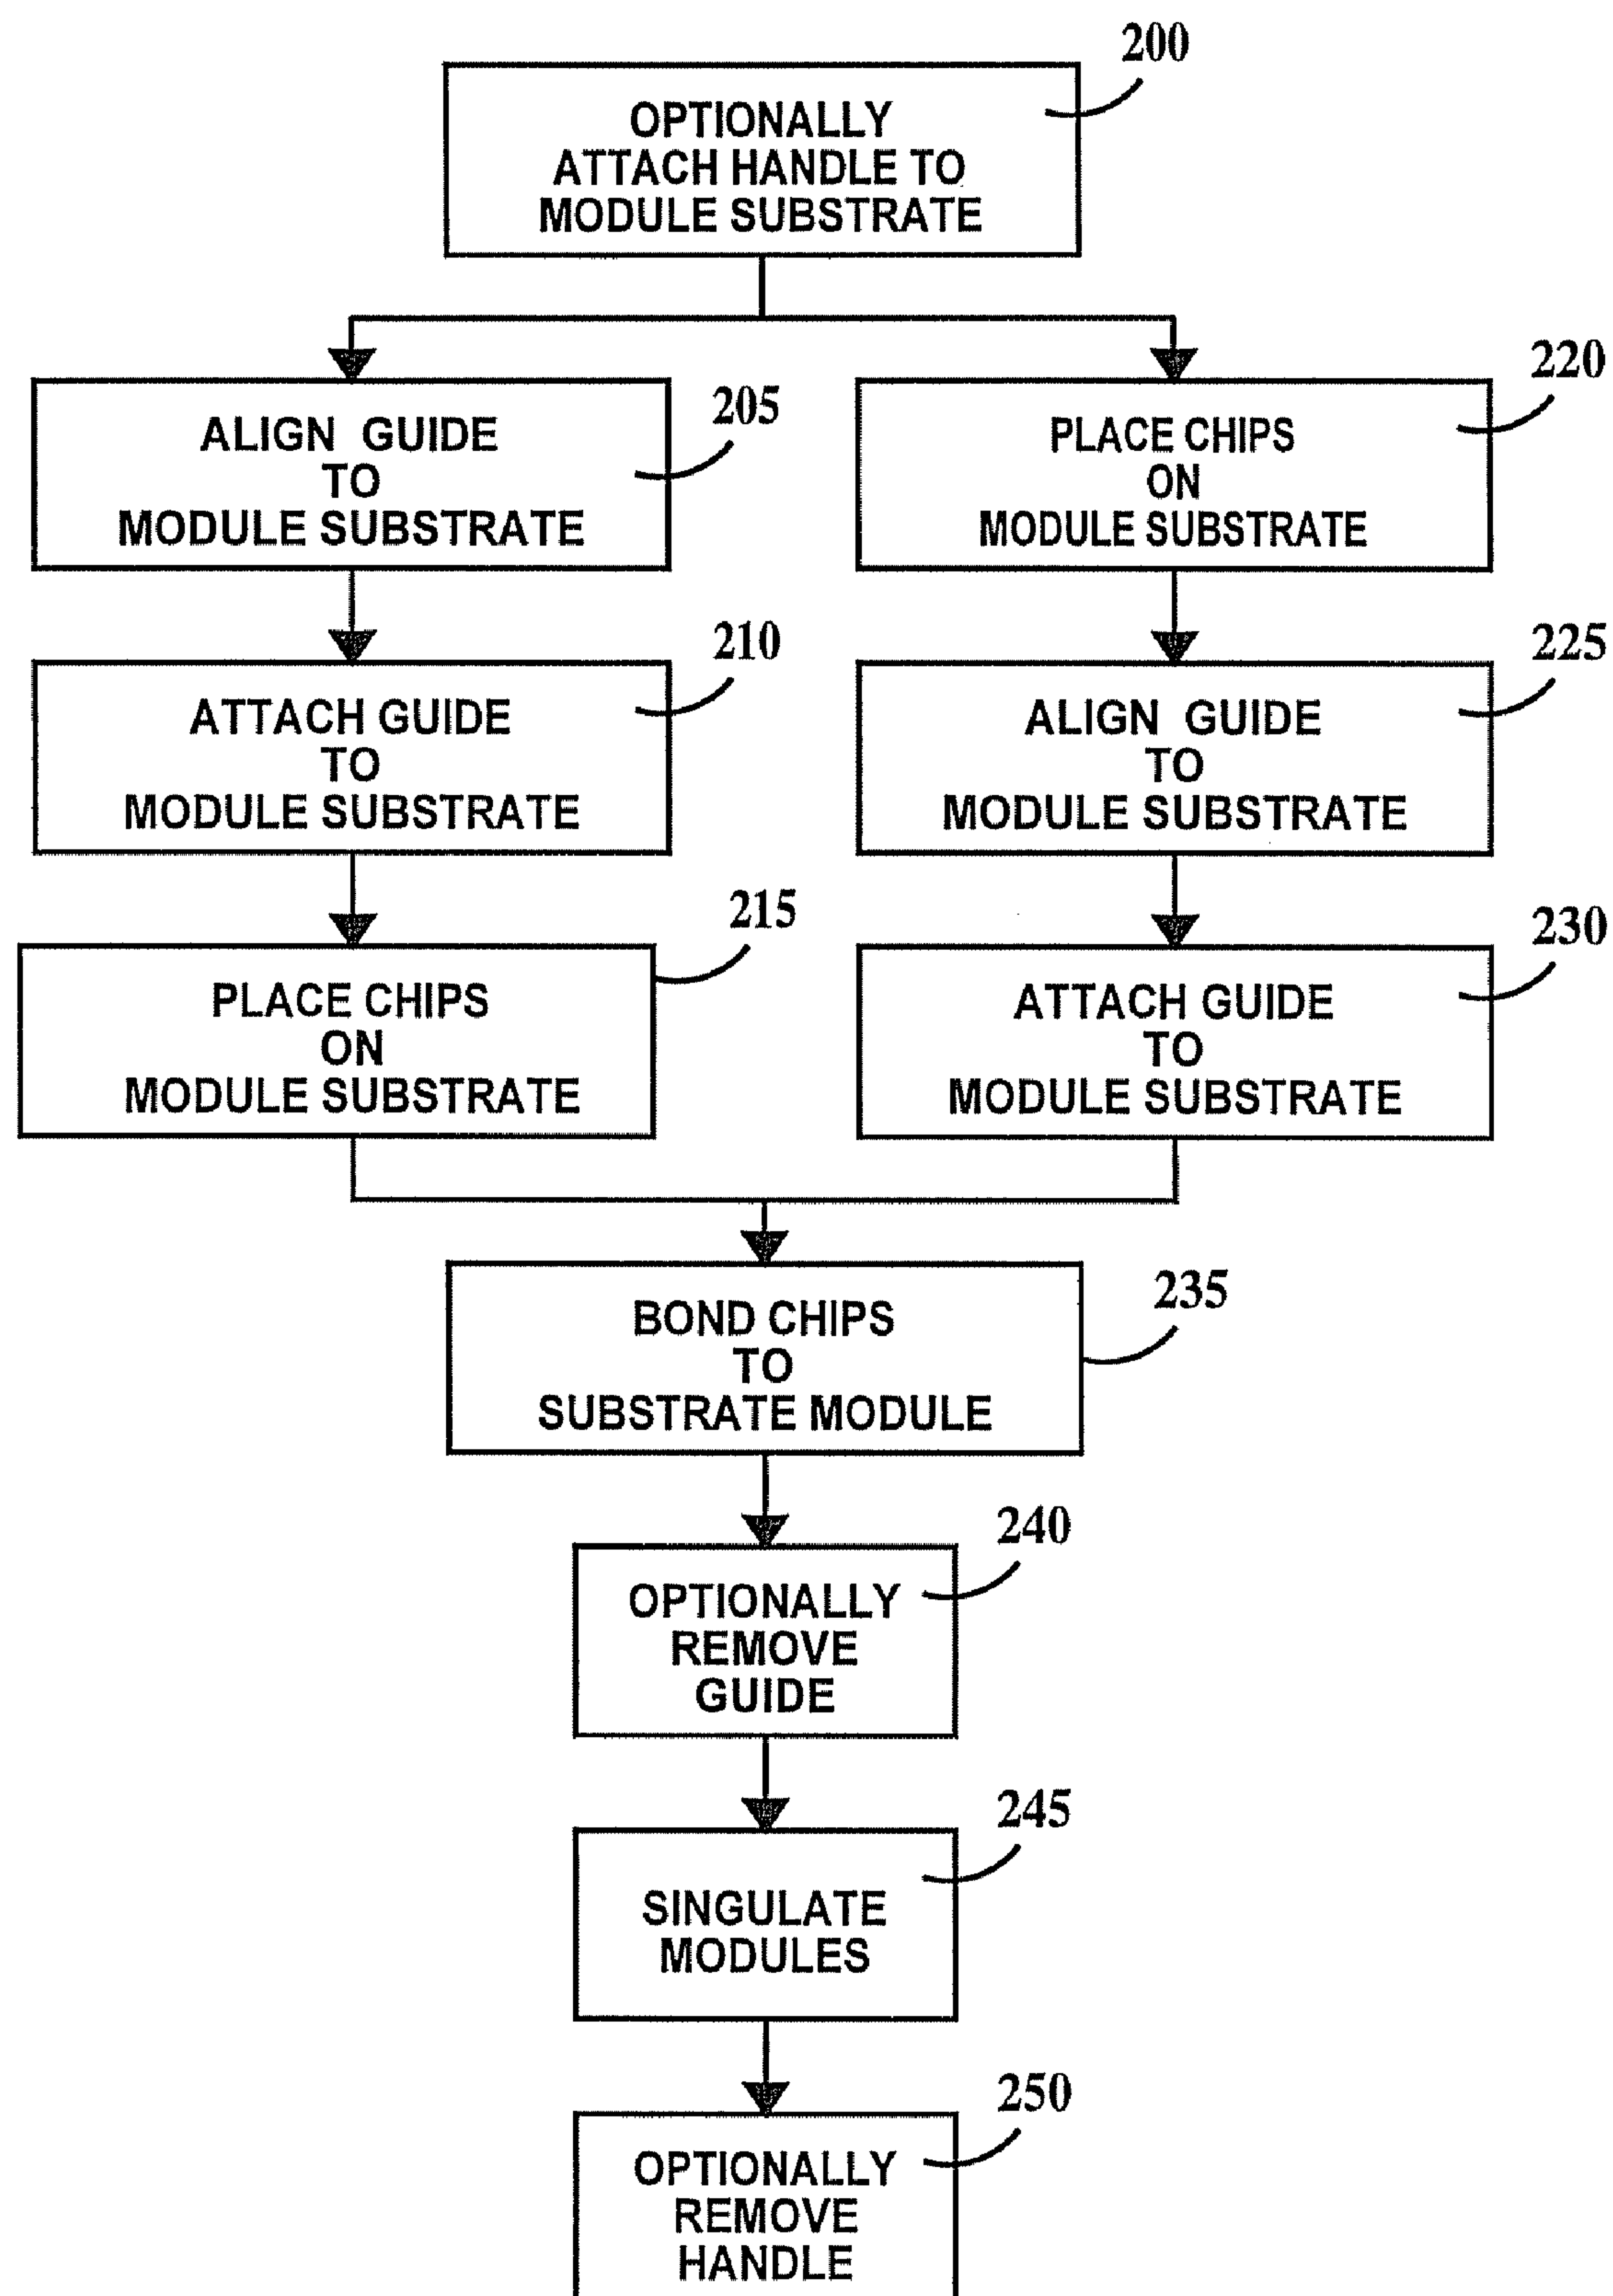 200
OPTIONALLY
ATTACH HANDLE TO
MODULE SUBSTRATE
205
ALIGN GUIDE
TO
MODULE SUBSTRATE
220
PLACE CHIPS
ON
MODULE SUBSTRATE
210
ATTACH GUIDE
TO
MODULE SUBSTRATE
225
ALIGN GUIDE
TO
MODULE SUBSTRATE
215
PLACE CHIPS
ON
MODULE SUBSTRATE
230
ATTACH GUIDE
TO
MODULE SUBSTRATE
235
BOND CHIPS
TO
SUBSTRATE MODULE
240
OPTIONALLY
REMOVE
GUIDE
245
SINGULATE
MODULES
250
OPTIONALLY
REMOVE
HANDLE